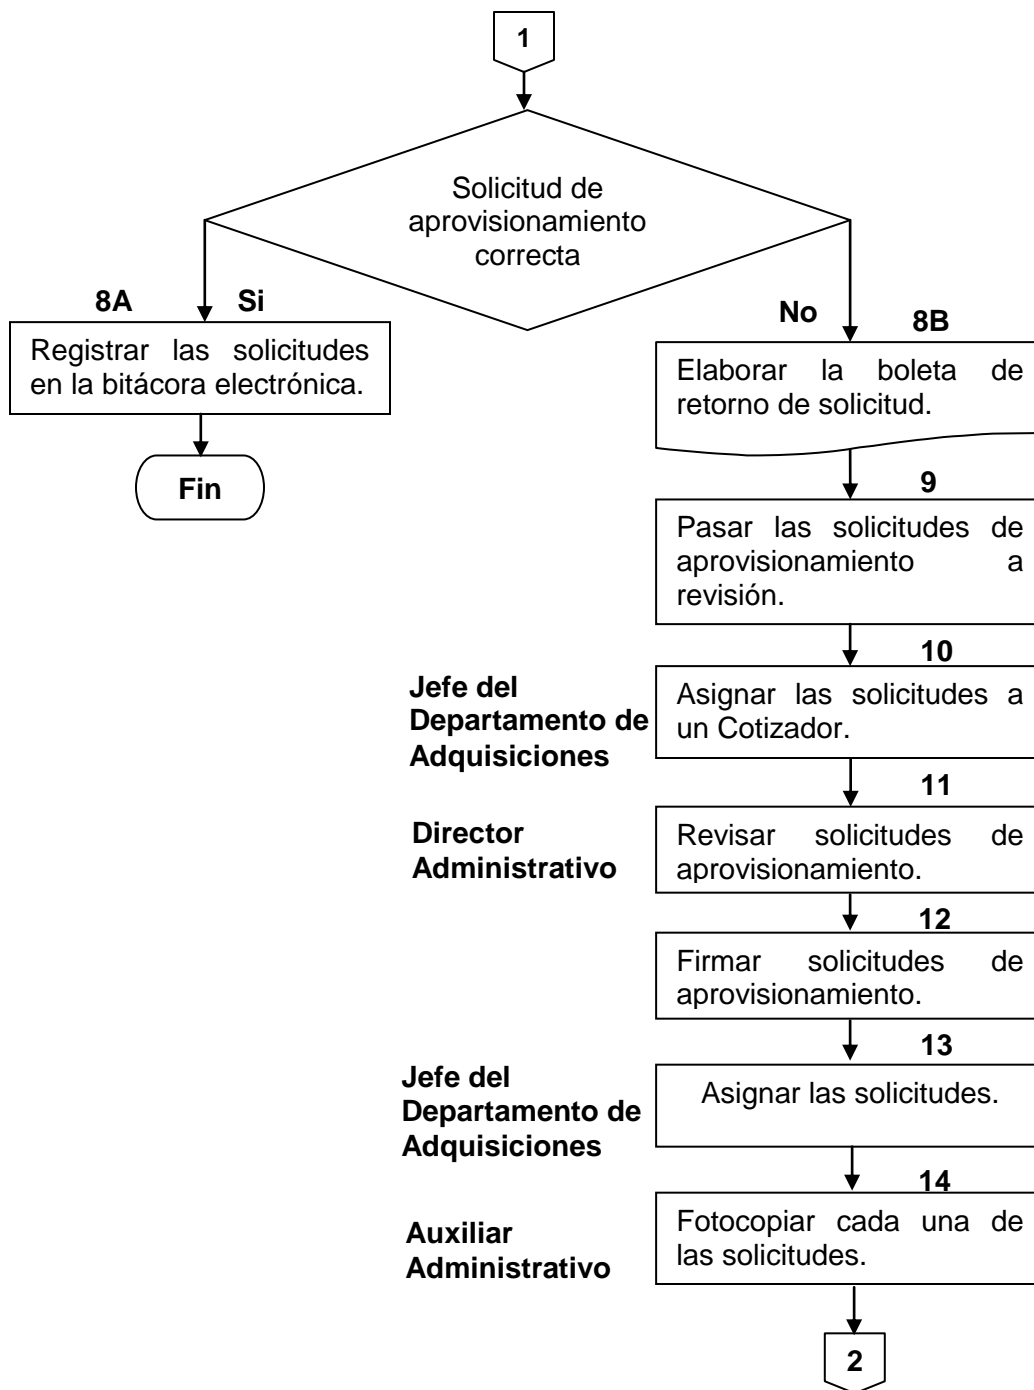 1
Solicitud de
aprovisionamiento
correcta
8A
Si
Registrar las solicitudes
en la bitácora electrónica.
Fin
No
8B
Elaborar la boleta de
retorno de solicitud.
9
Pasar las solicitudes de
aprovisionamiento a
revisión.
10
Jefe del
Departamento de
Adquisiciones
Asignar las solicitudes a
un Cotizador.
11
Director
Administrativo
Revisar solicitudes de
aprovisionamiento.
12
Firmar solicitudes de
aprovisionamiento.
13
Jefe del
Departamento de
Adquisiciones
Asignar las solicitudes.
14
Auxiliar
Administrativo
Fotocopiar cada una de
las solicitudes.
2